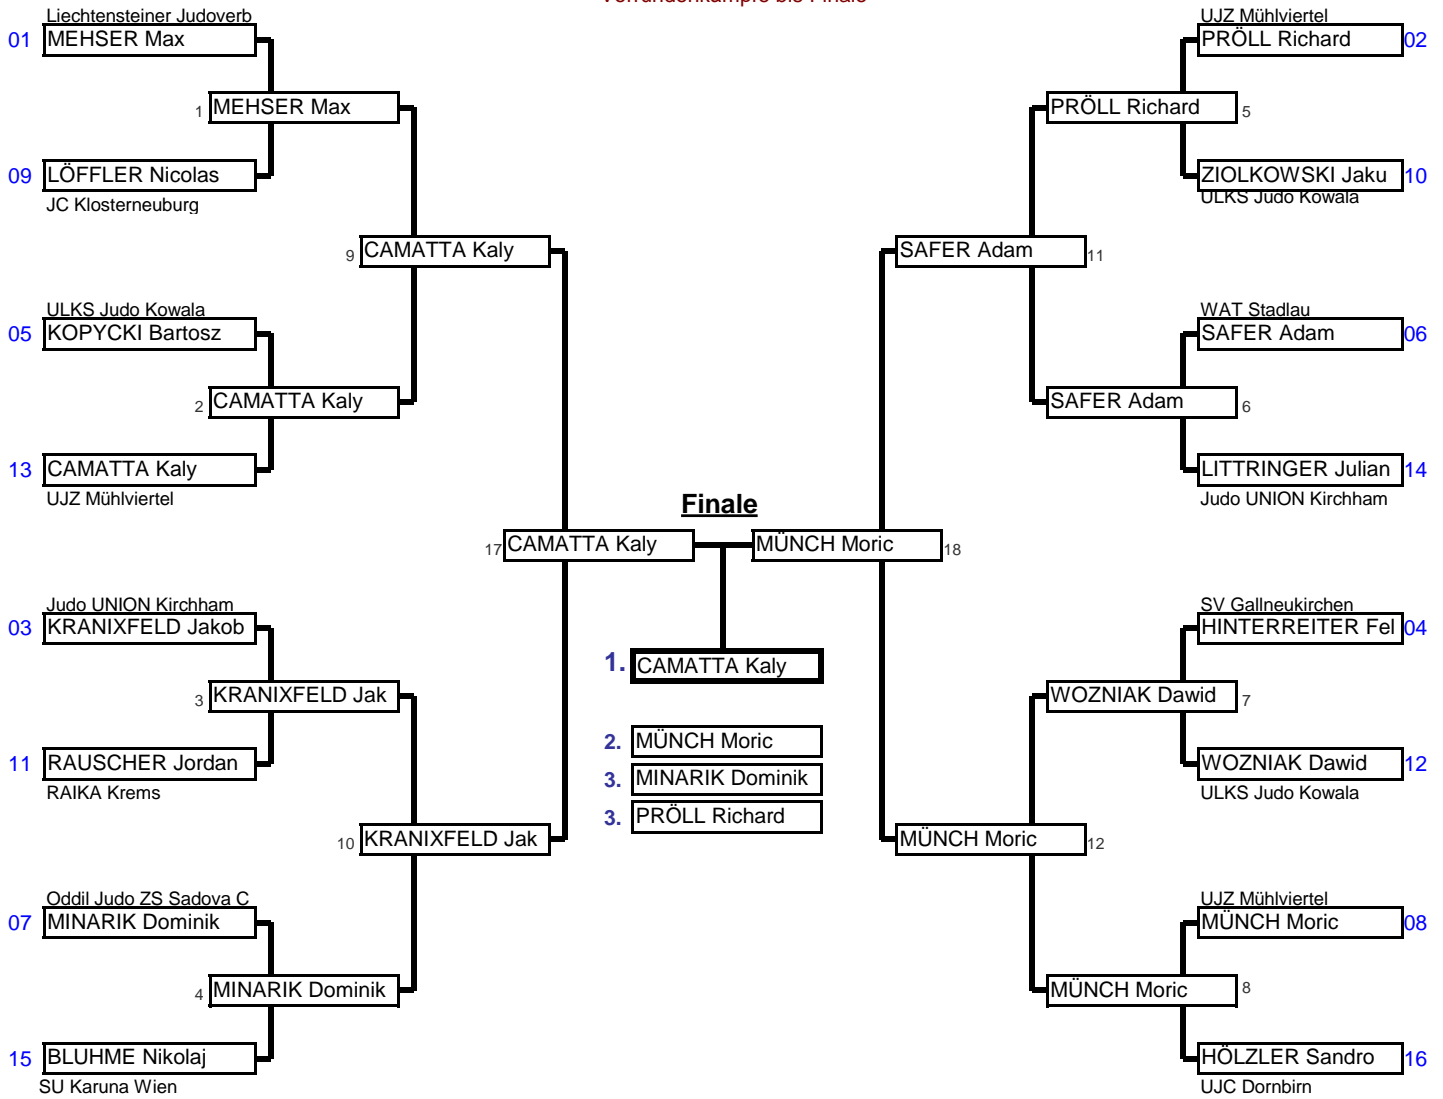 Vorrundenkämpfe bis Finale
Liechtensteiner Judoverb
01 MEHSER Max
1 MEHSER Max
09 LÖFFLER Nicolas
JC Klosterneuburg
9 CAMATTA Kaly
ULKS Judo Kowala
05 KOPYCKI Bartosz
2 CAMATTA Kaly
13 CAMATTA Kaly
UJZ Mühlviertel
17 CAMATTA Kaly
Judo UNION Kirchham
03 KRANIXFELD Jakob
3 KRANIXFELD Jak
11 RAUSCHER Jordan
RAIKA Krems
10 KRANIXFELD Jak
Oddil Judo ZS Sadova C
07 MINARIK Dominik
4 MINARIK Dominik
15 BLUHME Nikolaj
SU Karuna Wien
Finale
1. CAMATTA Kaly
2. MÜNCH Moric
3. MINARIK Dominik
3. PRÖLL Richard
UJZ Mühlviertel
PRÖLL Richard 02
PRÖLL Richard 5
ZIOLKOWSKI Jaku 10
ULKS Judo Kowala
SAFER Adam 11
WAT Stadlau
SAFER Adam 06
SAFER Adam 6
LITTRINGER Julian 14
Judo UNION Kirchham
MÜNCH Moric 18
SV Gallneukirchen
HINTERREITER Fel 04
WOZNIAK Dawid 7
WOZNIAK Dawid 12
ULKS Judo Kowala
MÜNCH Moric 12
UJZ Mühlviertel
MÜNCH Moric 08
MÜNCH Moric 8
HÖLZLER Sandro 16
UJC Dornbirn